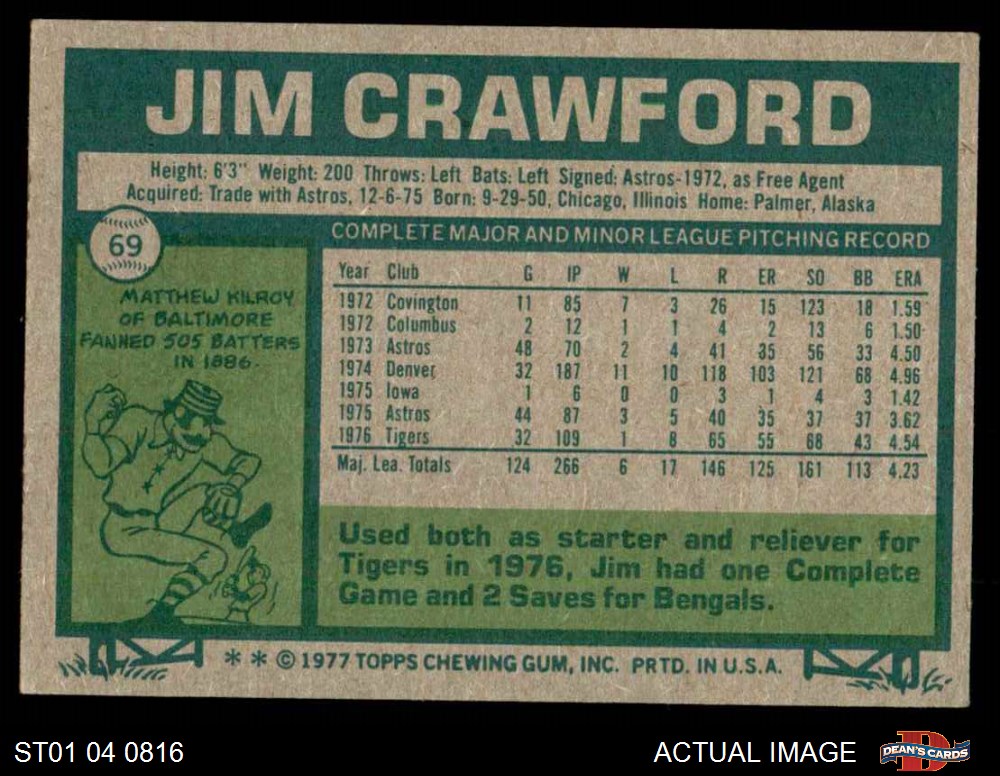 JIM CRAWFORD
Height: 6'3" Weight: 200 Throws: Left Bats: Left Signed: Astros-1972, as Free Agent
Acquired: Trade with Astros, 12-6-75 Born: 9-29-50, Chicago, Illinois Home: Palmer, Alaska
69
MATTHEW KILROY
OF BALTIMORE
FANNED 505 BATTERS
IN 1886.
COMPLETE MAJOR AND MINOR LEAGUE PITCHING RECORD
Year Club G IP W L R ER SO BB ERA
1972 Covington 11 85 7 3 26 15 123 18 1.59
1972 Columbus 2 12 1 1 4 2 13 6 1.50
1973 Astros 48 70 2 4 41 35 56 33 4.50
1974 Denver 32 187 11 10 118 103 121 68 4.96
1975 Iowa 1 6 0 0 3 1 4 3 1.42
1975 Astros 44 87 3 5 40 35 37 37 3.62
1976 Tigers 32 109 1 8 65 55 68 43 4.54
Maj. Lea. Totals 124 266 6 17 146 125 161 113 4.23
Used both as starter and reliever for
Tigers in 1976, Jim had one Complete
Game and 2 Saves for Bengals.
* * © 1977 TOPPS CHEWING GUM, INC. PRTD. IN U.S.A.
ST01 04 0816
ACTUAL IMAGE
D
DEAN'S CARDS